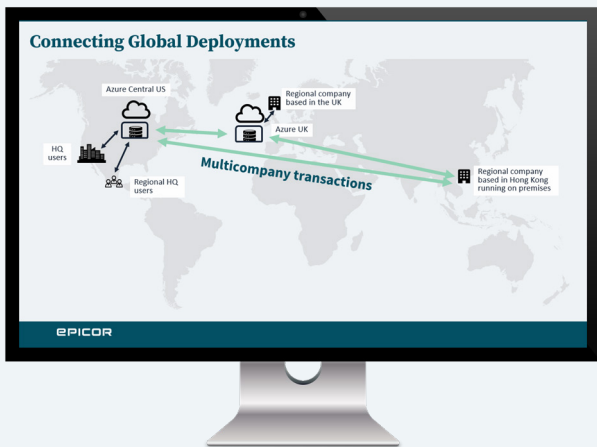 Connecting Global Deployments
Azure Central US
Regional company
based in the UK
Azure UK
HQ
users
Regional HQ
users
Multicompany transactions
Regional company
based in Hong Kong
running on premises
EPICOR